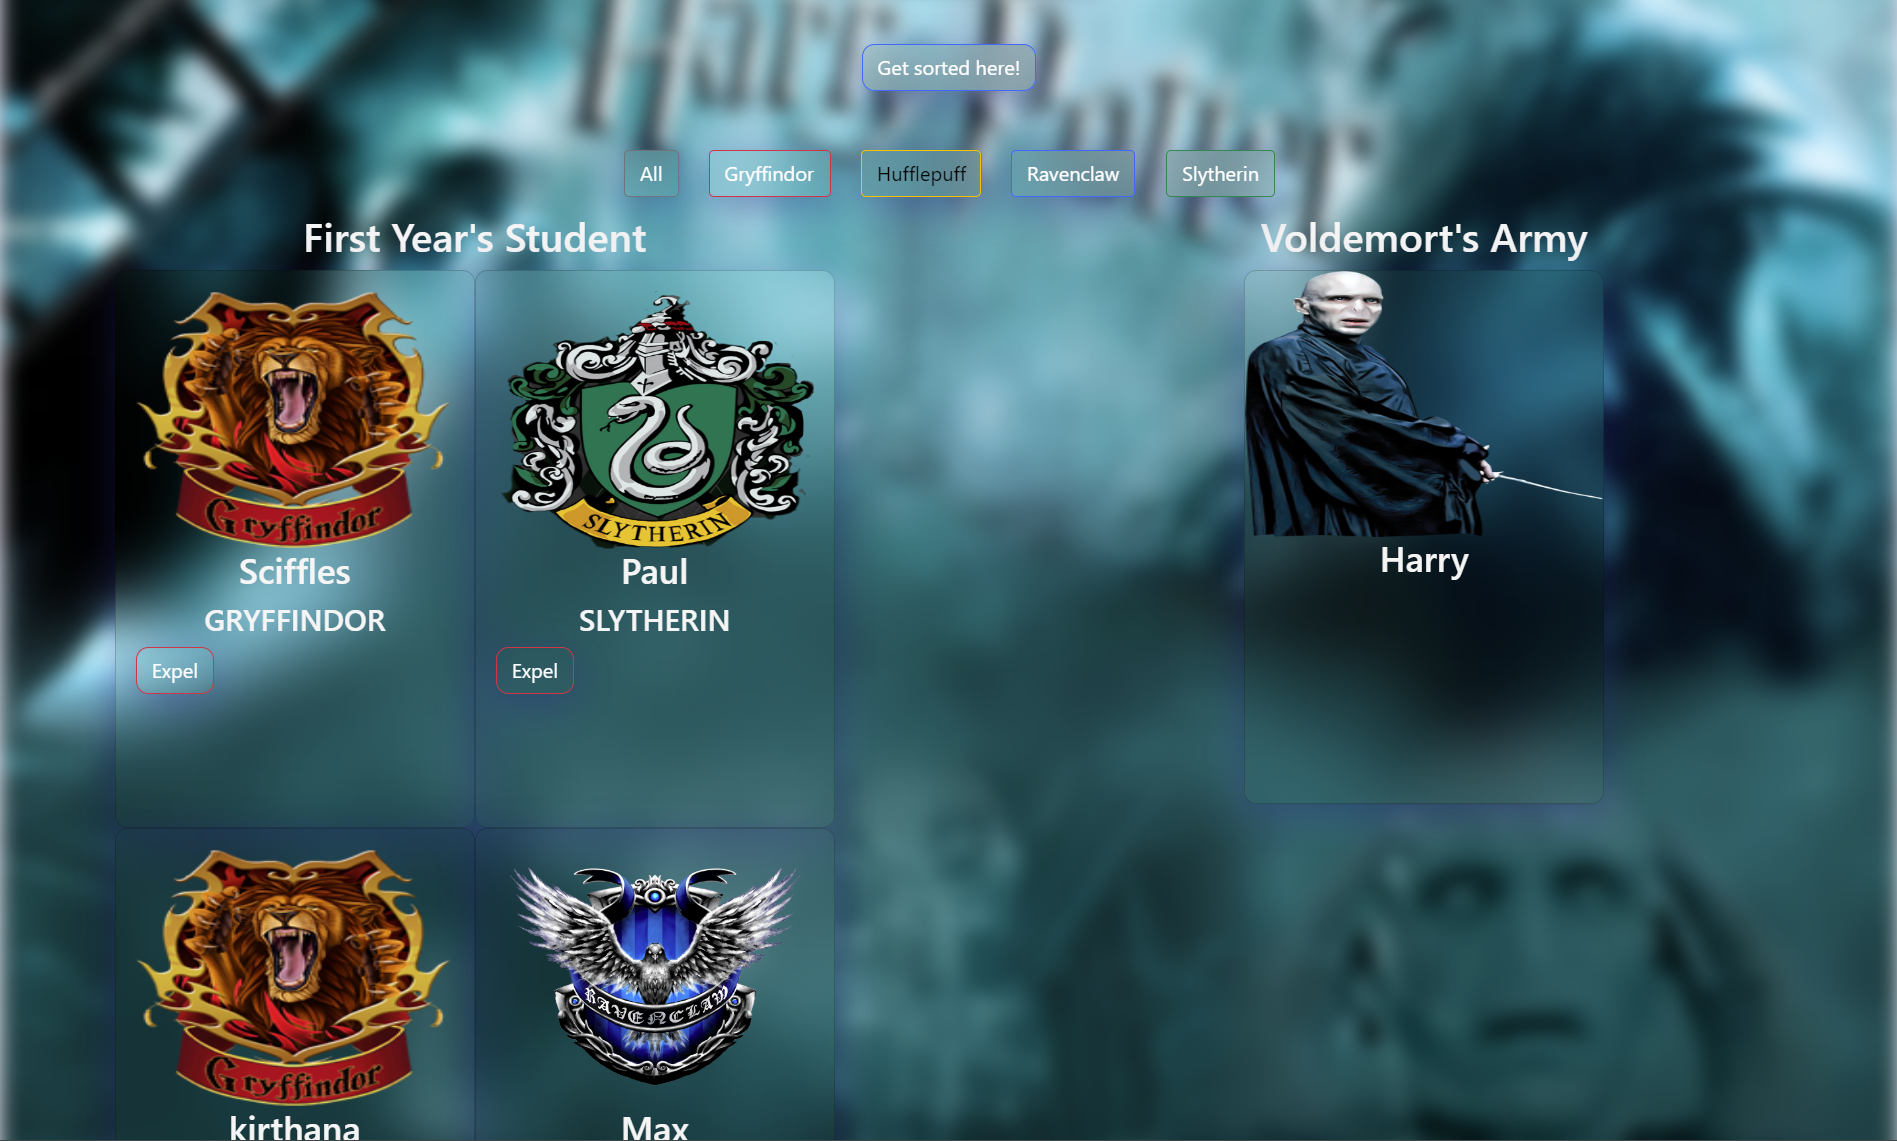 Harry Potter
Get sorted here!
All
Gryffindor
Hufflepuff
Ravenclaw
Slytherin
First Year's Student
Voldemort's Army
Gryffindor
SLYTHERIN
Sciffles
GRYFFINDOR
Expel
Paul
SLYTHERIN
Expel
Harry
Gryffindor
RAVENCLAW
kirthana
Max